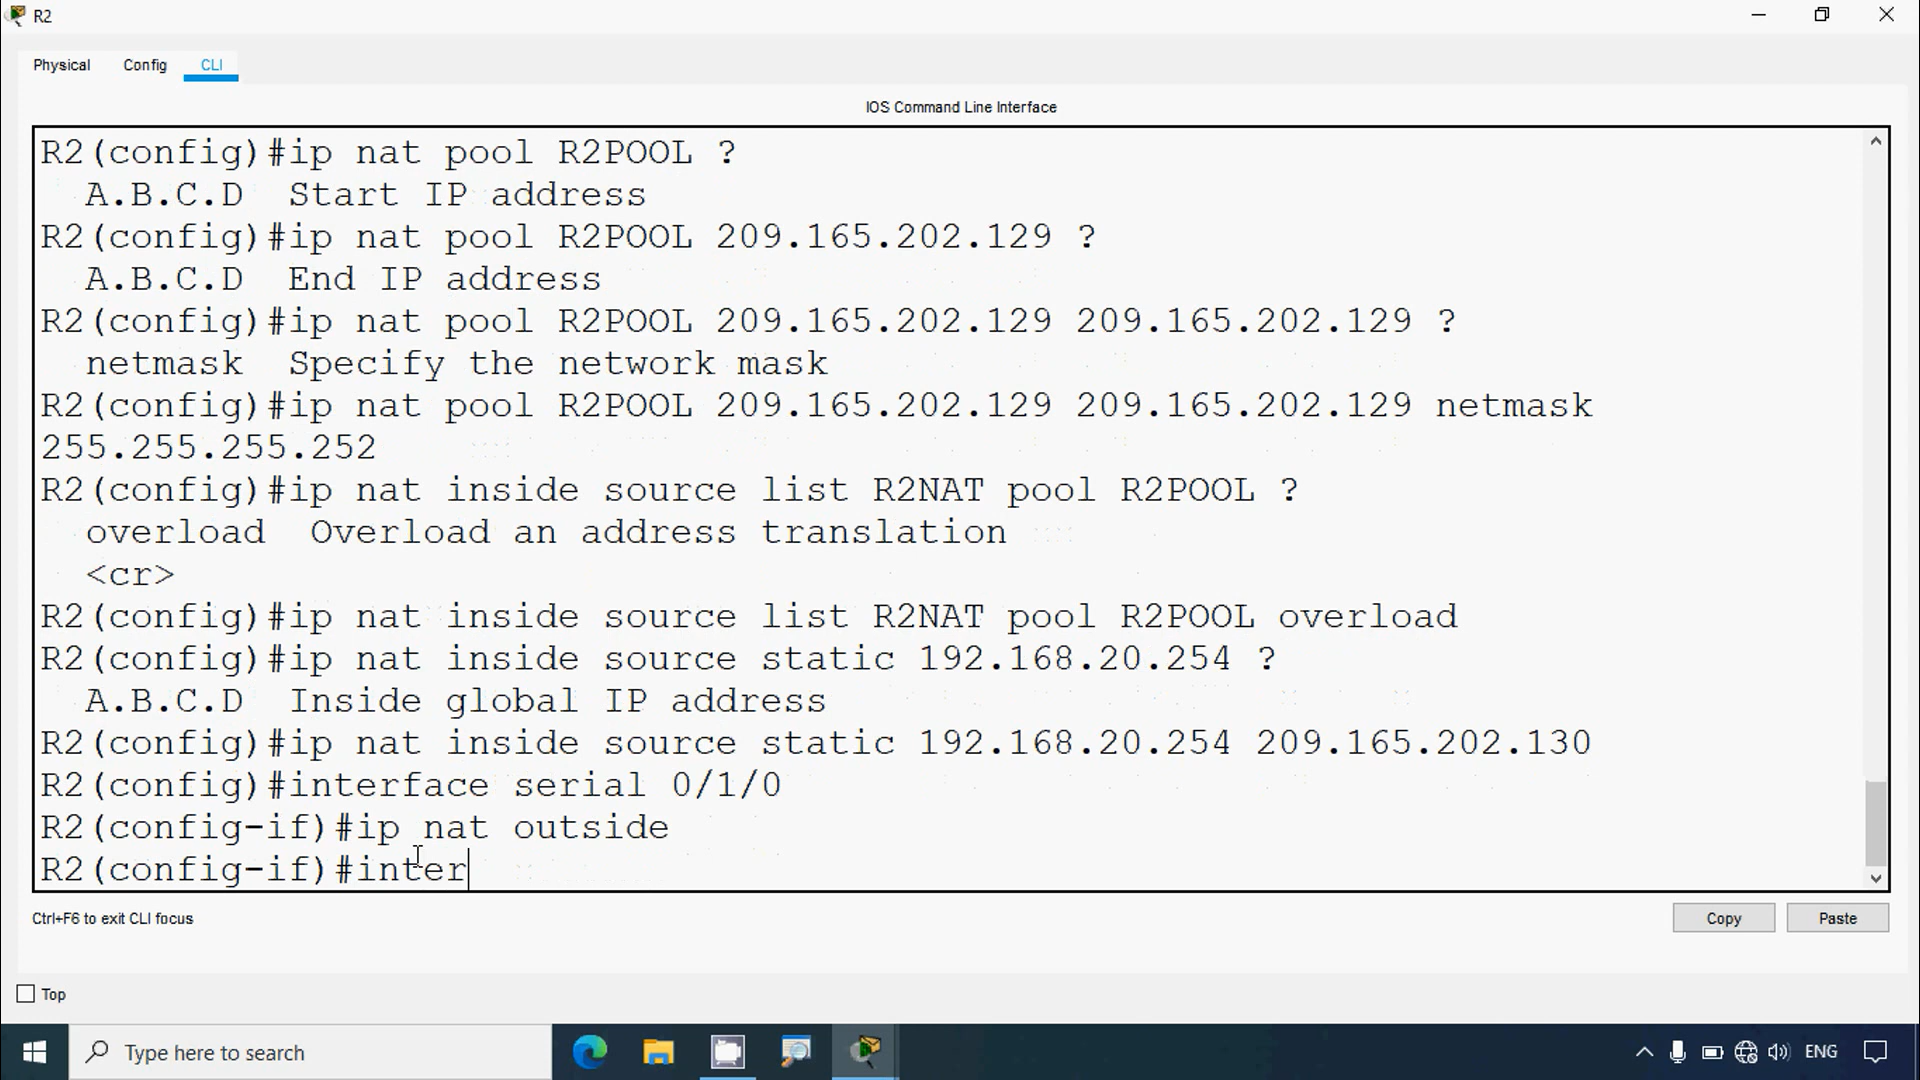 R2
Physical Config CLI
IOS Command Line Interface
R2(config)#ip nat pool R2POOL ?
A.B.C.D Start IP address
R2(config)#ip nat pool R2POOL 209.165.202.129 ?
A.B.C.D End IP address
R2(config)#ip nat pool R2POOL 209.165.202.129 209.165.202.129 ?
netmask Specify the network mask
R2(config)#ip nat pool R2POOL 209.165.202.129 209.165.202.129 netmask
255.255.255.252
R2(config)#ip nat inside source list R2NAT pool R2POOL ?
overload Overload an address translation
<cr>
R2(config)#ip nat inside source list R2NAT pool R2POOL overload
R2(config)#ip nat inside source static 192.168.20.254 ?
A.B.C.D Inside global IP address
R2(config)#ip nat inside source static 192.168.20.254 209.165.202.130
R2(config)#interface serial 0/1/0
R2(config-if)#ip nat outside
R2(config-if)#inter
Ctrl+F6 to exit CLI focus
Copy Paste
Top
Type here to search
ENG